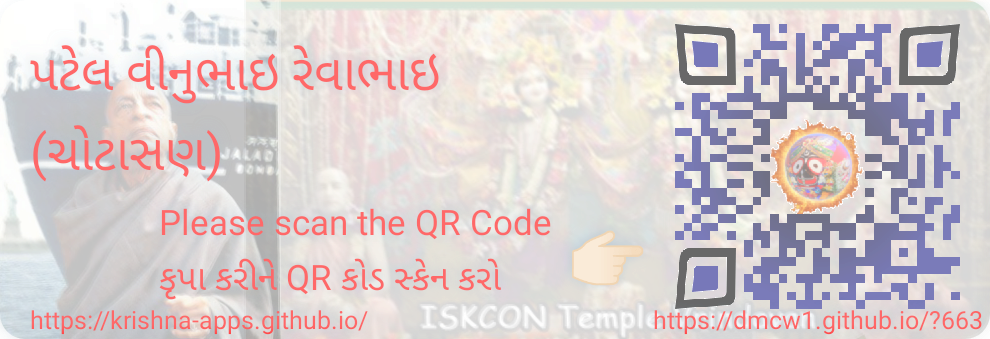 પટેલ વીનુભાઇ રેવાભાઇ
(ચોટાસણ)
JALAD
Please scan the QR Code
કૃપા કરીને QR કોડ સ્કેન કરો
ISKCON Temple
https://krishna-apps.github.io/
https://dmcw1.github.io/?663